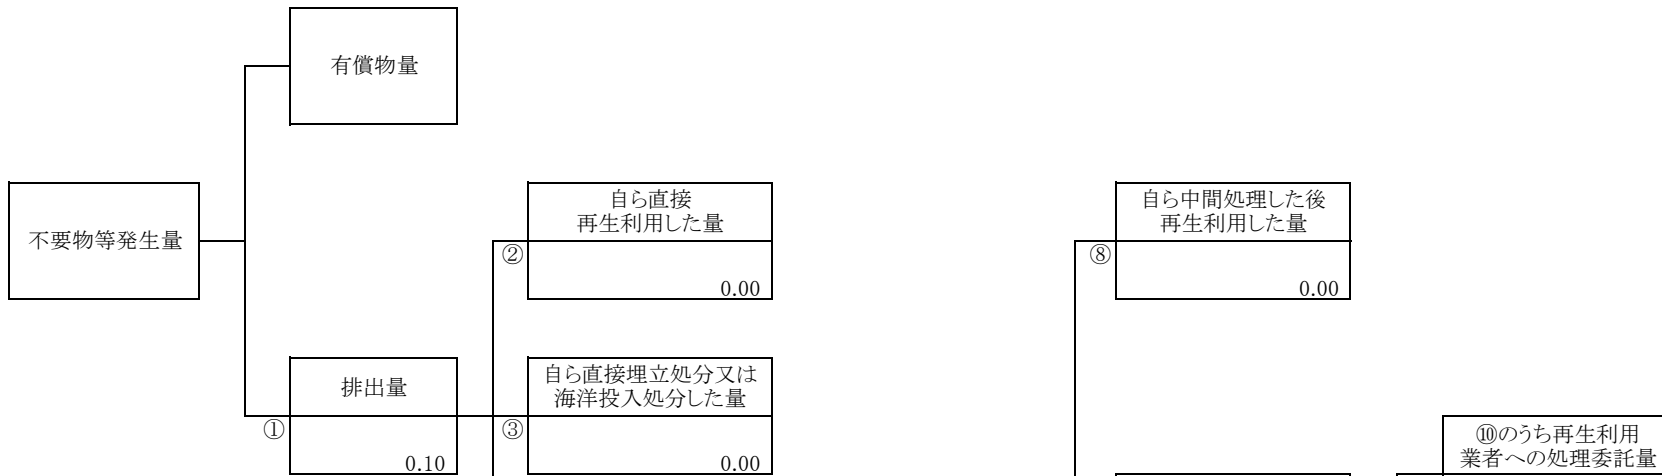 有償物量
不要物等発生量
自ら直接
再生利用した量
②
0.00
自ら中間処理した後
再生利用した量
⑧
0.00
排出量
①
0.10
自ら直接埋立処分又は
海洋投入処分した量
③
0.00
⑩のうち再生利用
業者への処理委託量